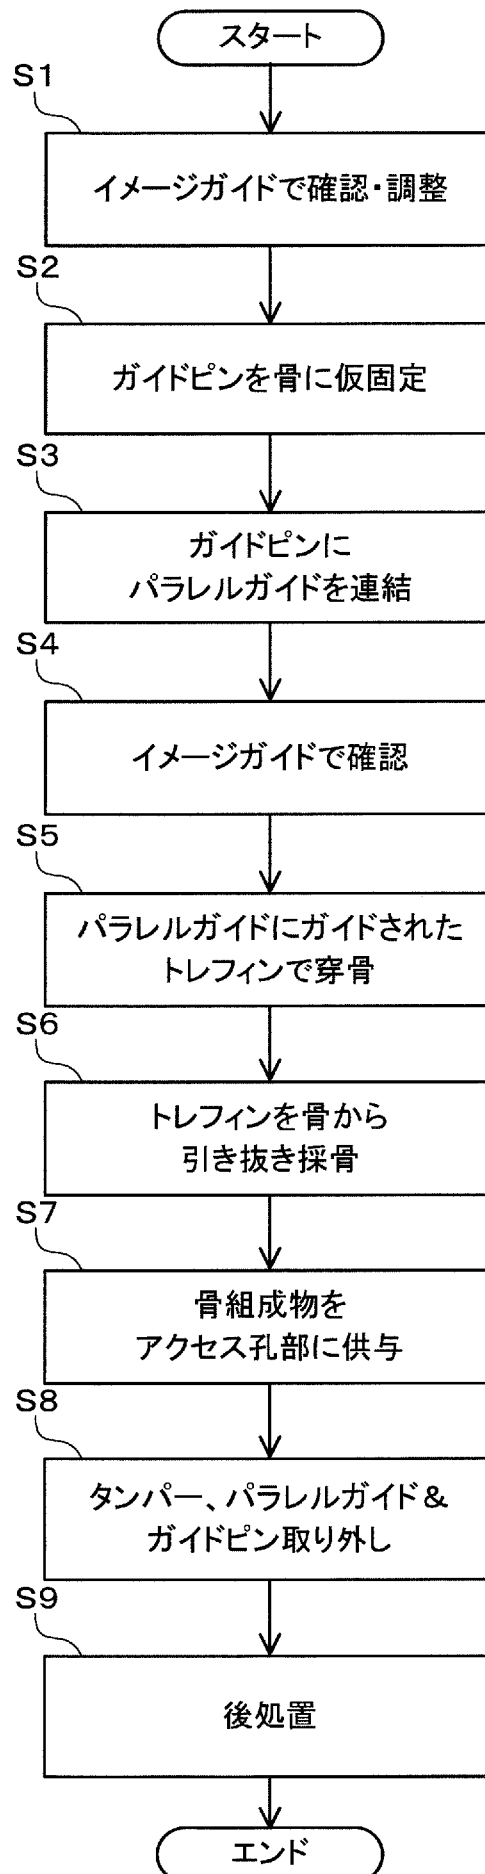 スタート
S1
イメージガイドで確認・調整
S2
ガイドピンを骨に仮固定
S3
ガイドピンに
パラレルガイドを連結
S4
イメージガイドで確認
S5
パラレルガイドにガイドされた
トレフィンで穿骨
S6
トレフィンを骨から
引き抜き採骨
S7
骨組成物を
アクセス孔部に供与
S8
タンパー、パラレルガイド＆
ガイドピン取り外し
S9
後処置
エンド